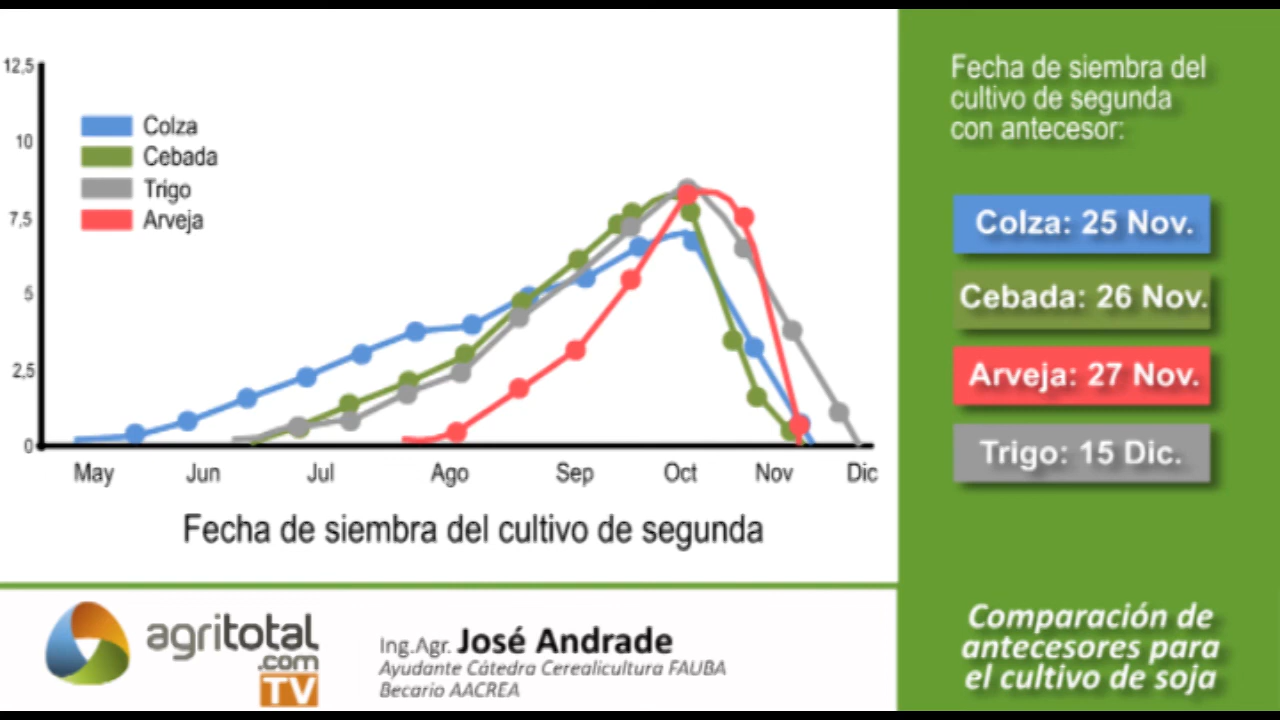 12,5
10
7,5
5
2,5
0
Colza
Cebada
Trigo
Arveja
May Jun Jul Ago Sep Oct Nov Dic
Fecha de siembra del cultivo de segunda
Fecha de siembra del
cultivo de segunda
con antecesor:
Colza: 25 Nov.
Cebada: 26 Nov.
Arveja: 27 Nov.
Trigo: 15 Dic.
agritotal
.com
TV
Ing.Agr. José Andrade
Ayudante Cátedra Cerealicultura FAUBA
Becario AACREA
Comparación de
antecesores para
el cultivo de soja